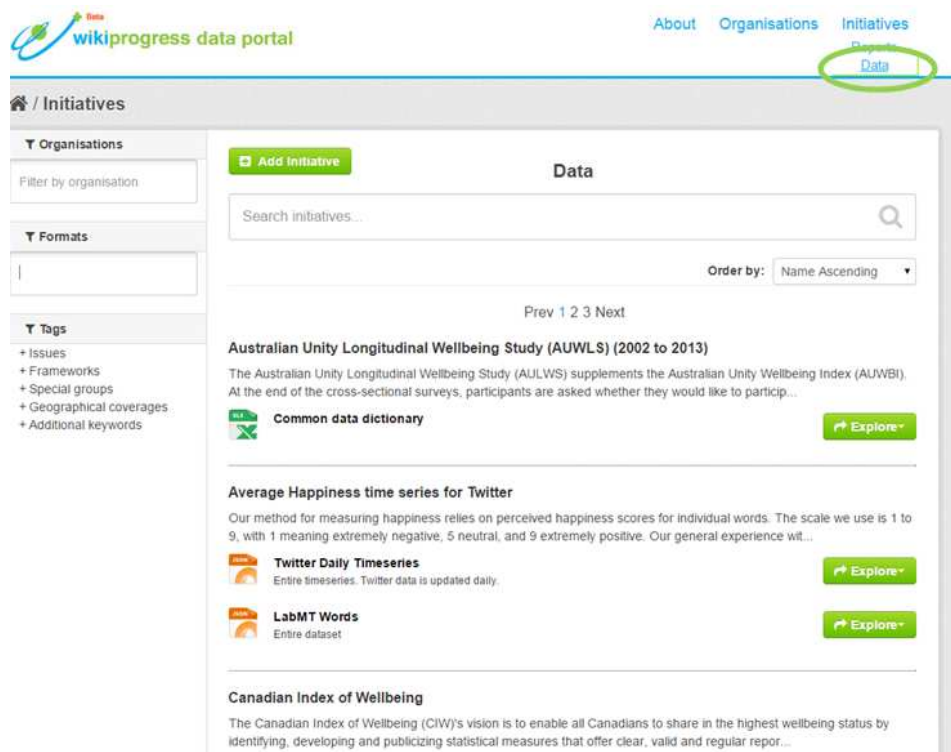 Beta
wikiprogress data portal
About Organisations Initiatives
Reports
Data
/ Initiatives
Organisations
Filter by organisation
Formats
Tags
+ Issues
+ Frameworks
+ Special groups
+ Geographical coverages
+ Additional keywords
Add Initiative
Data
Search initiatives...
Order by: Name Ascending
Prev 1 2 3 Next
Australian Unity Longitudinal Wellbeing Study (AUWLS) (2002 to 2013)
The Australian Unity Longitudinal Wellbeing Study (AULWS) supplements the Australian Unity Wellbeing Index (AUWBI).
At the end of the cross-sectional surveys, participants are asked whether they would like to particip...
XLS
Common data dictionary
Explore
Average Happiness time series for Twitter
Our method for measuring happiness relies on perceived happiness scores for individual words. The scale we use is 1 to
9, with 1 meaning extremely negative, 5 neutral, and 9 extremely positive. Our general experience wit...
JSON
Twitter Daily Timeseries
Entire timeseries. Twitter data is updated daily.
Explore
JSON
LabMT Words
Entire dataset
Explore
Canadian Index of Wellbeing
The Canadian Index of Wellbeing (CIW)'s vision is to enable all Canadians to share in the highest wellbeing status by
identifying, developing and publicizing statistical measures that offer clear, valid and regular repor...